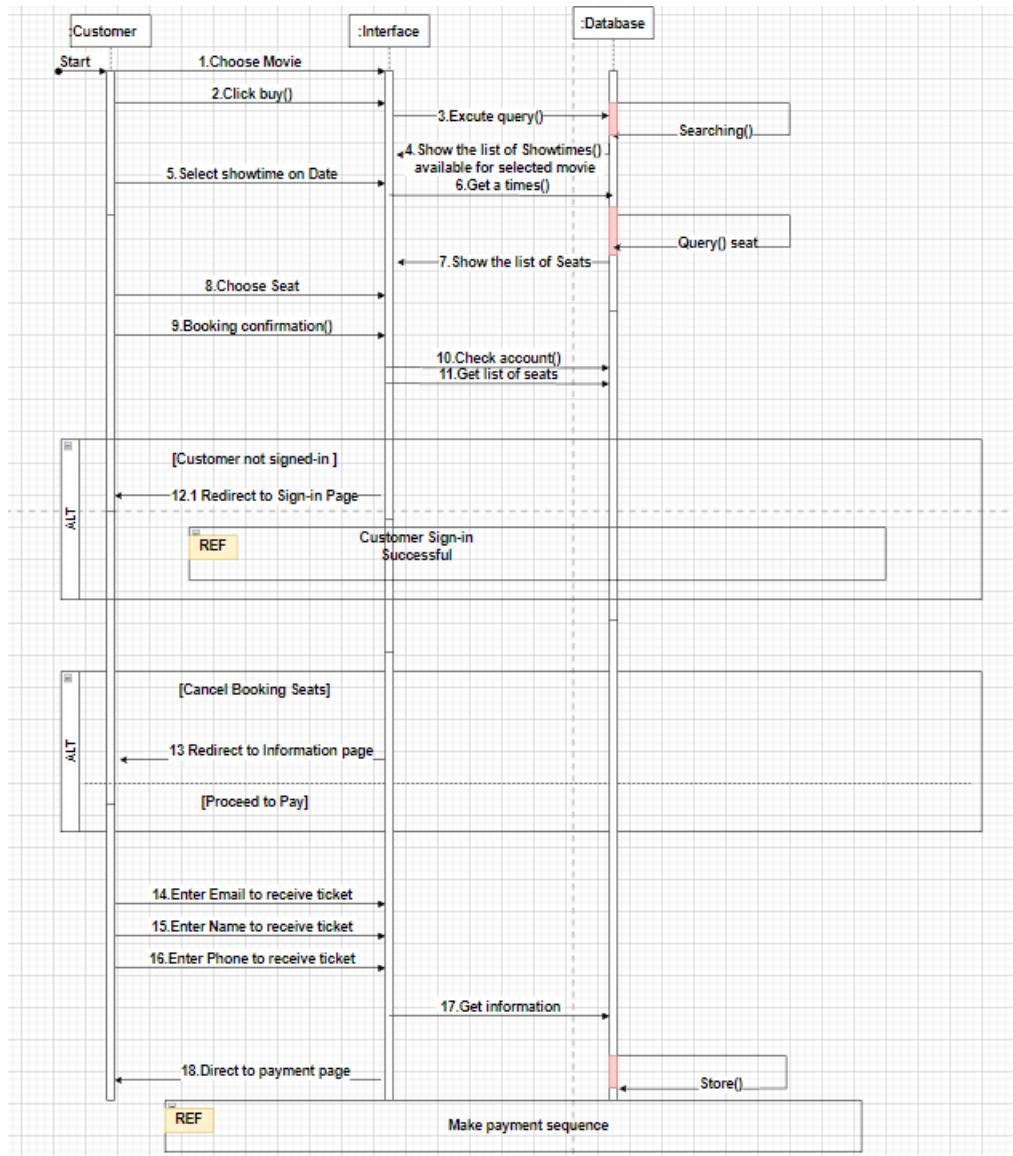 :Customer
:Interface
:Database
Start
1.Choose Movie
2.Click buy()
3.Excute query()
Searching()
4.Show the list of Showtimes()
available for selected movie
5.Select showtime on Date
6.Get a times()
Query() seat
7.Show the list of Seats
8.Choose Seat
9.Booking confirmation()
10.Check account()
11.Get list of seats
ALT
[Customer not signed-in ]
12.1 Redirect to Sign-in Page
REF
Customer Sign-in
Successful
ALT
[Cancel Booking Seats]
13 Redirect to Information page
[Proceed to Pay]
14.Enter Email to receive ticket
15.Enter Name to receive ticket
16.Enter Phone to receive ticket
17.Get information
18.Direct to payment page
Store()
REF
Make payment sequence